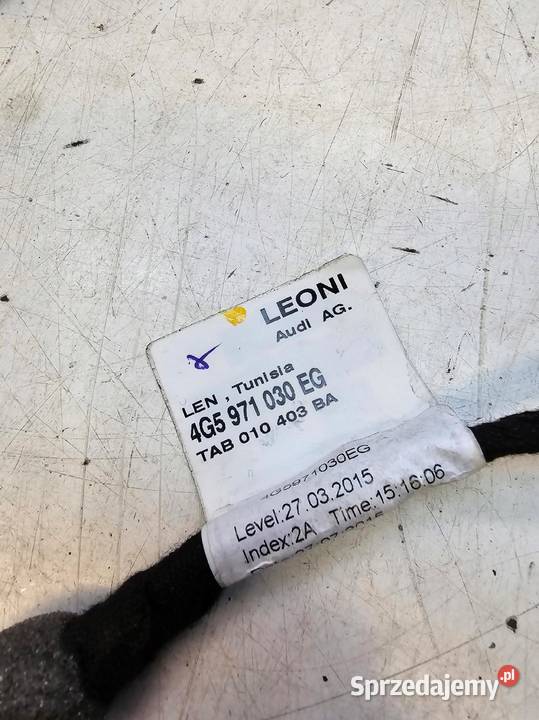 LEONI
Audi AG.
LEN , Tunisia
4G5 971 030 EG
TAB 010 403 BA
4G5971030EG
Level:27.03.2015
Index:2A Time:15:16:06
Sprzedajemy.pl